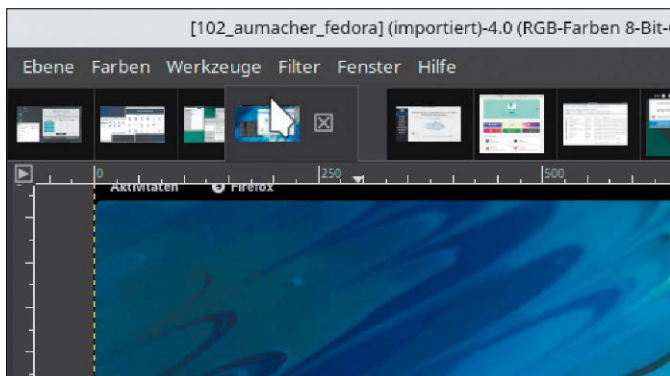 [102_aumacher_fedora] (importiert)-4.0 (RGB-Farben 8-Bit-
Ebene Farben Werkzeuge Filter Fenster Hilfe
0 250 500
Aktivitäten Firefox